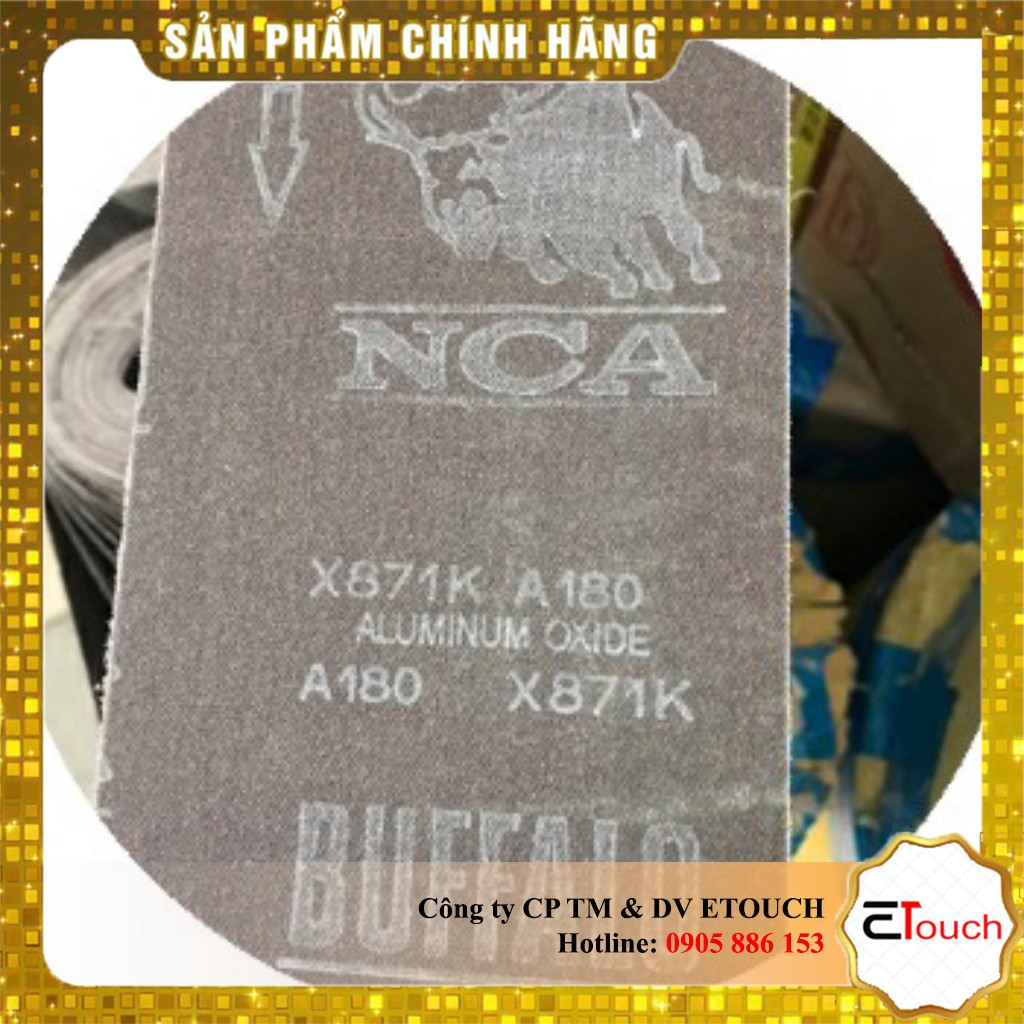 SẢN PHẨM CHÍNH HÃNG
NCA
X871K A180
ALUMINUM OXIDE
A180 X871K
BUFFALO
Công ty CP TM & DV ETOUCH
Hotline: 0905 886 153
ETouch